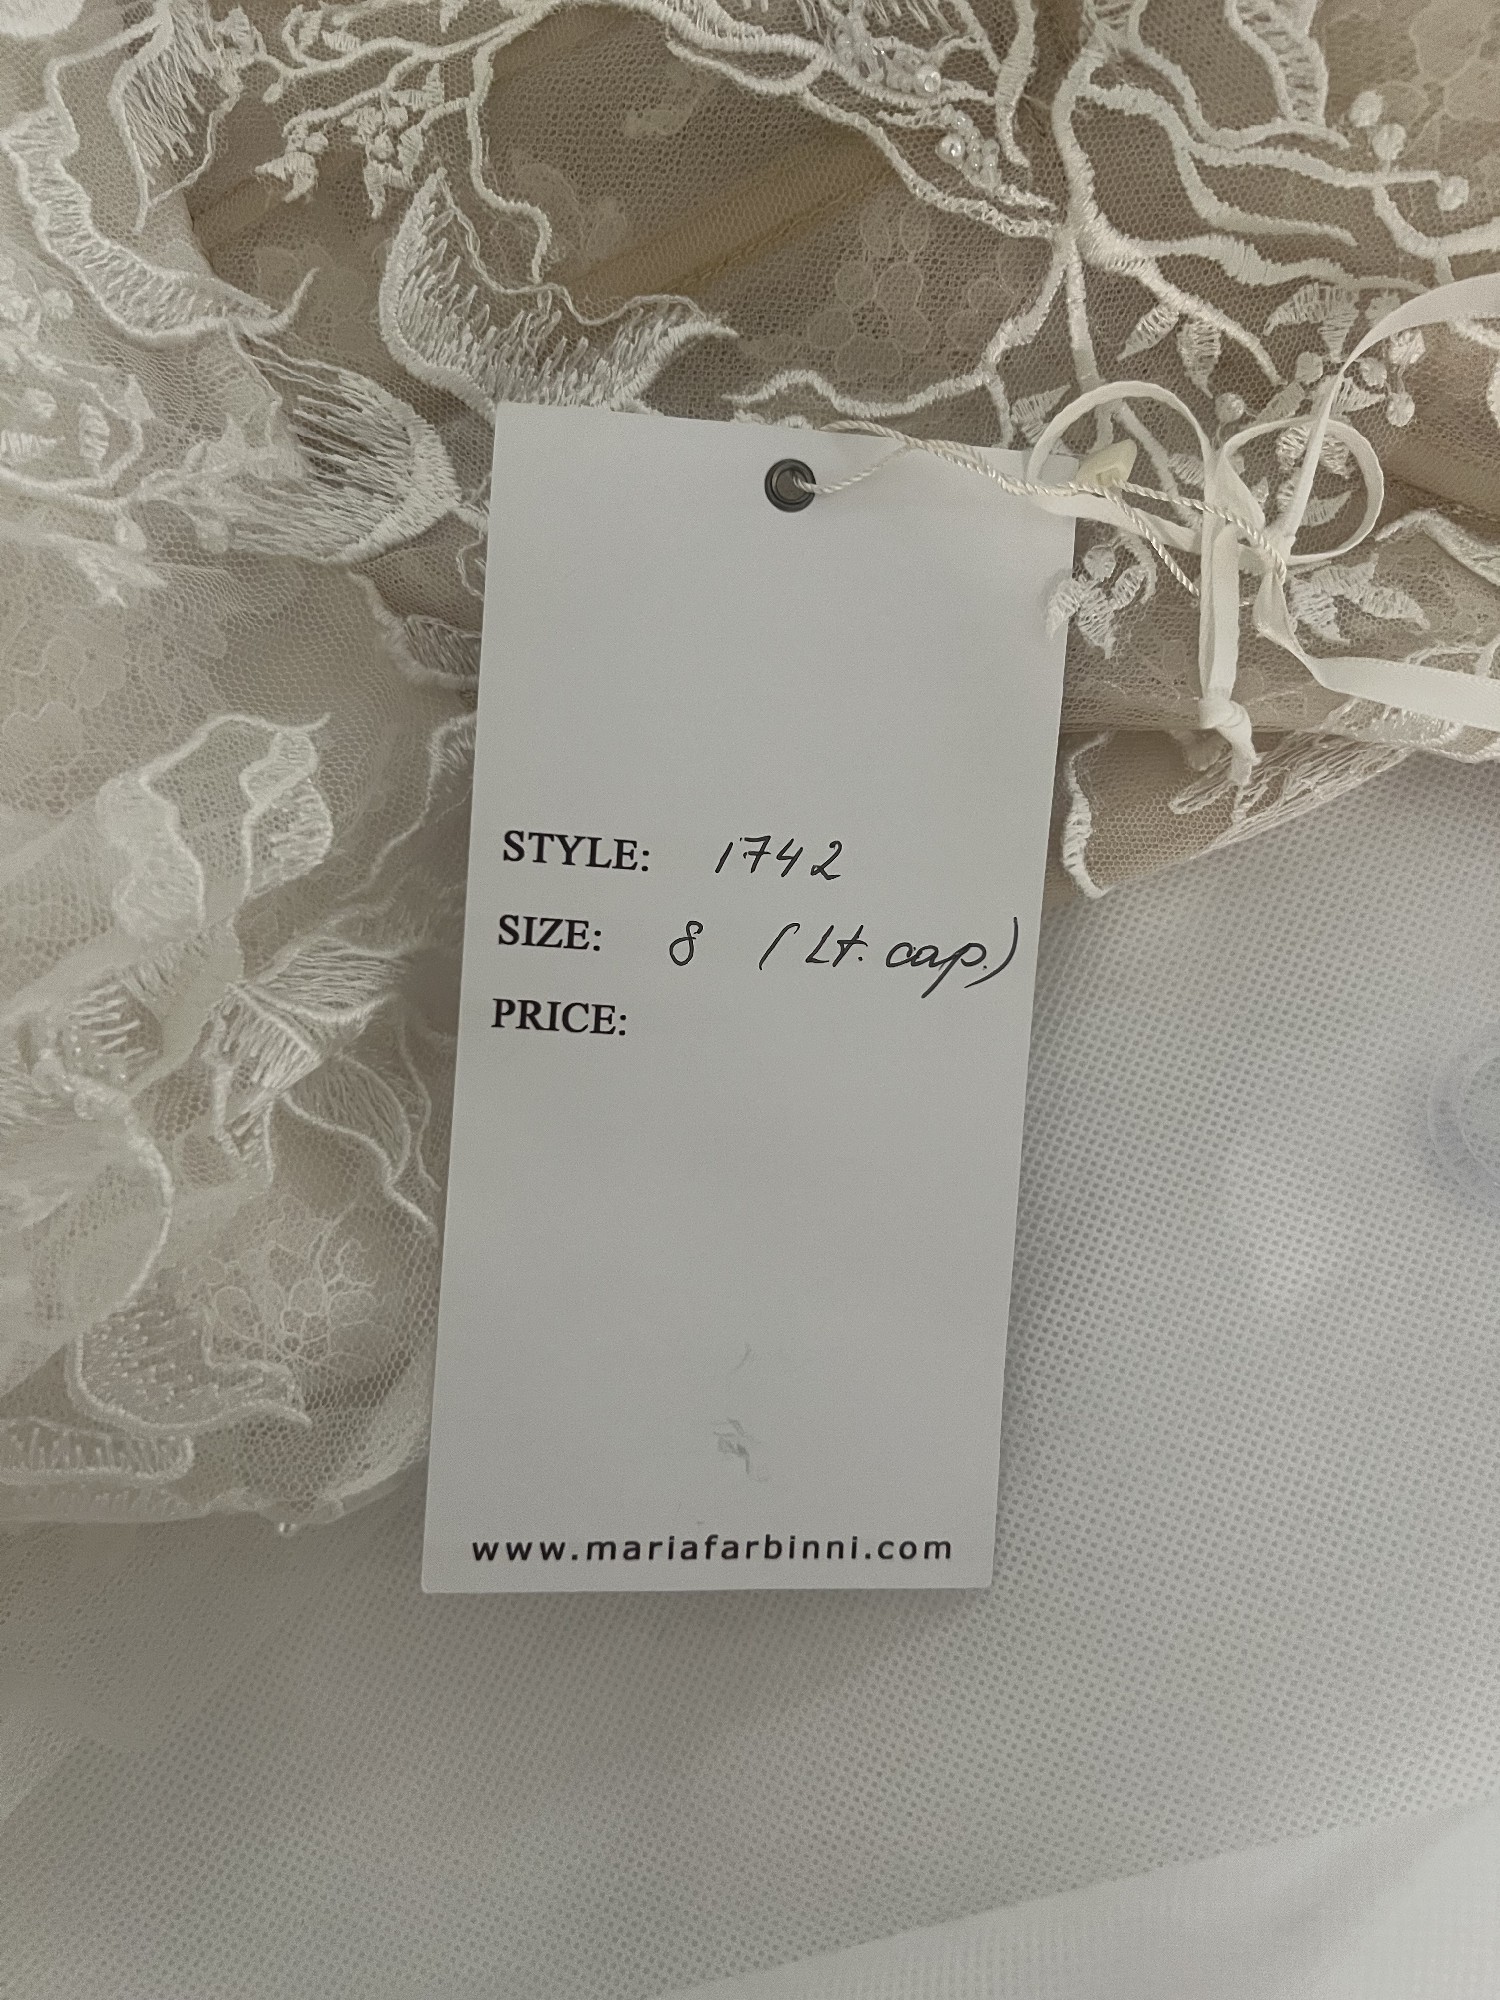 STYLE: 1742
SIZE: 8 (Lt. cap.)
PRICE:
www.mariafarbinni.com